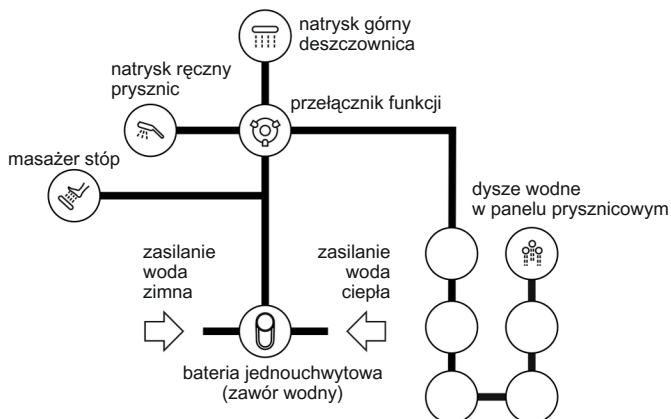 natrysk górny
deszczownica
natrysk ręczny
prysznic
przełącznik funkcji
masażer stóp
dysze wodne
w panelu prysznicowym
zasilanie
woda
zimna
zasilanie
woda
ciepła
bateria jednouchwytowa
(zawór wodny)